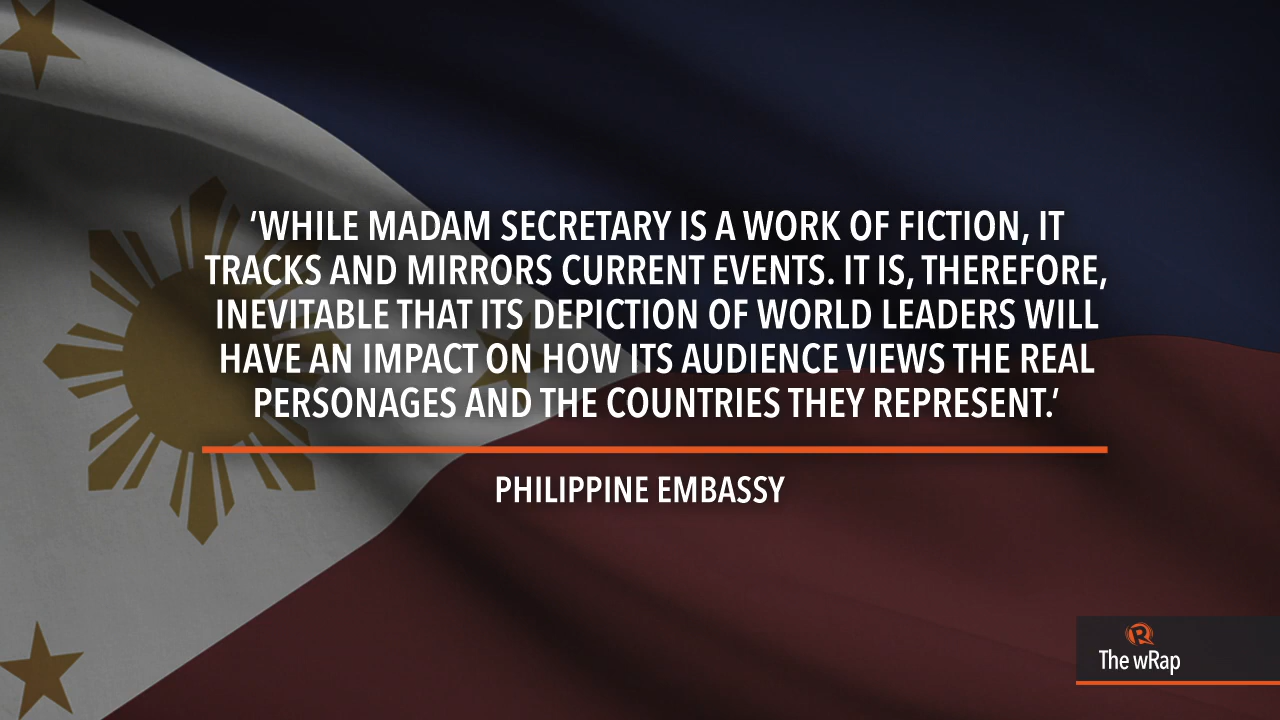 ‘WHILE MADAM SECRETARY IS A WORK OF FICTION, IT
TRACKS AND MIRRORS CURRENT EVENTS. IT IS, THEREFORE,
INEVITABLE THAT ITS DEPICTION OF WORLD LEADERS WILL
HAVE AN IMPACT ON HOW ITS AUDIENCE VIEWS THE REAL
PERSONAGES AND THE COUNTRIES THEY REPRESENT.’
PHILIPPINE EMBASSY
R
The wRap